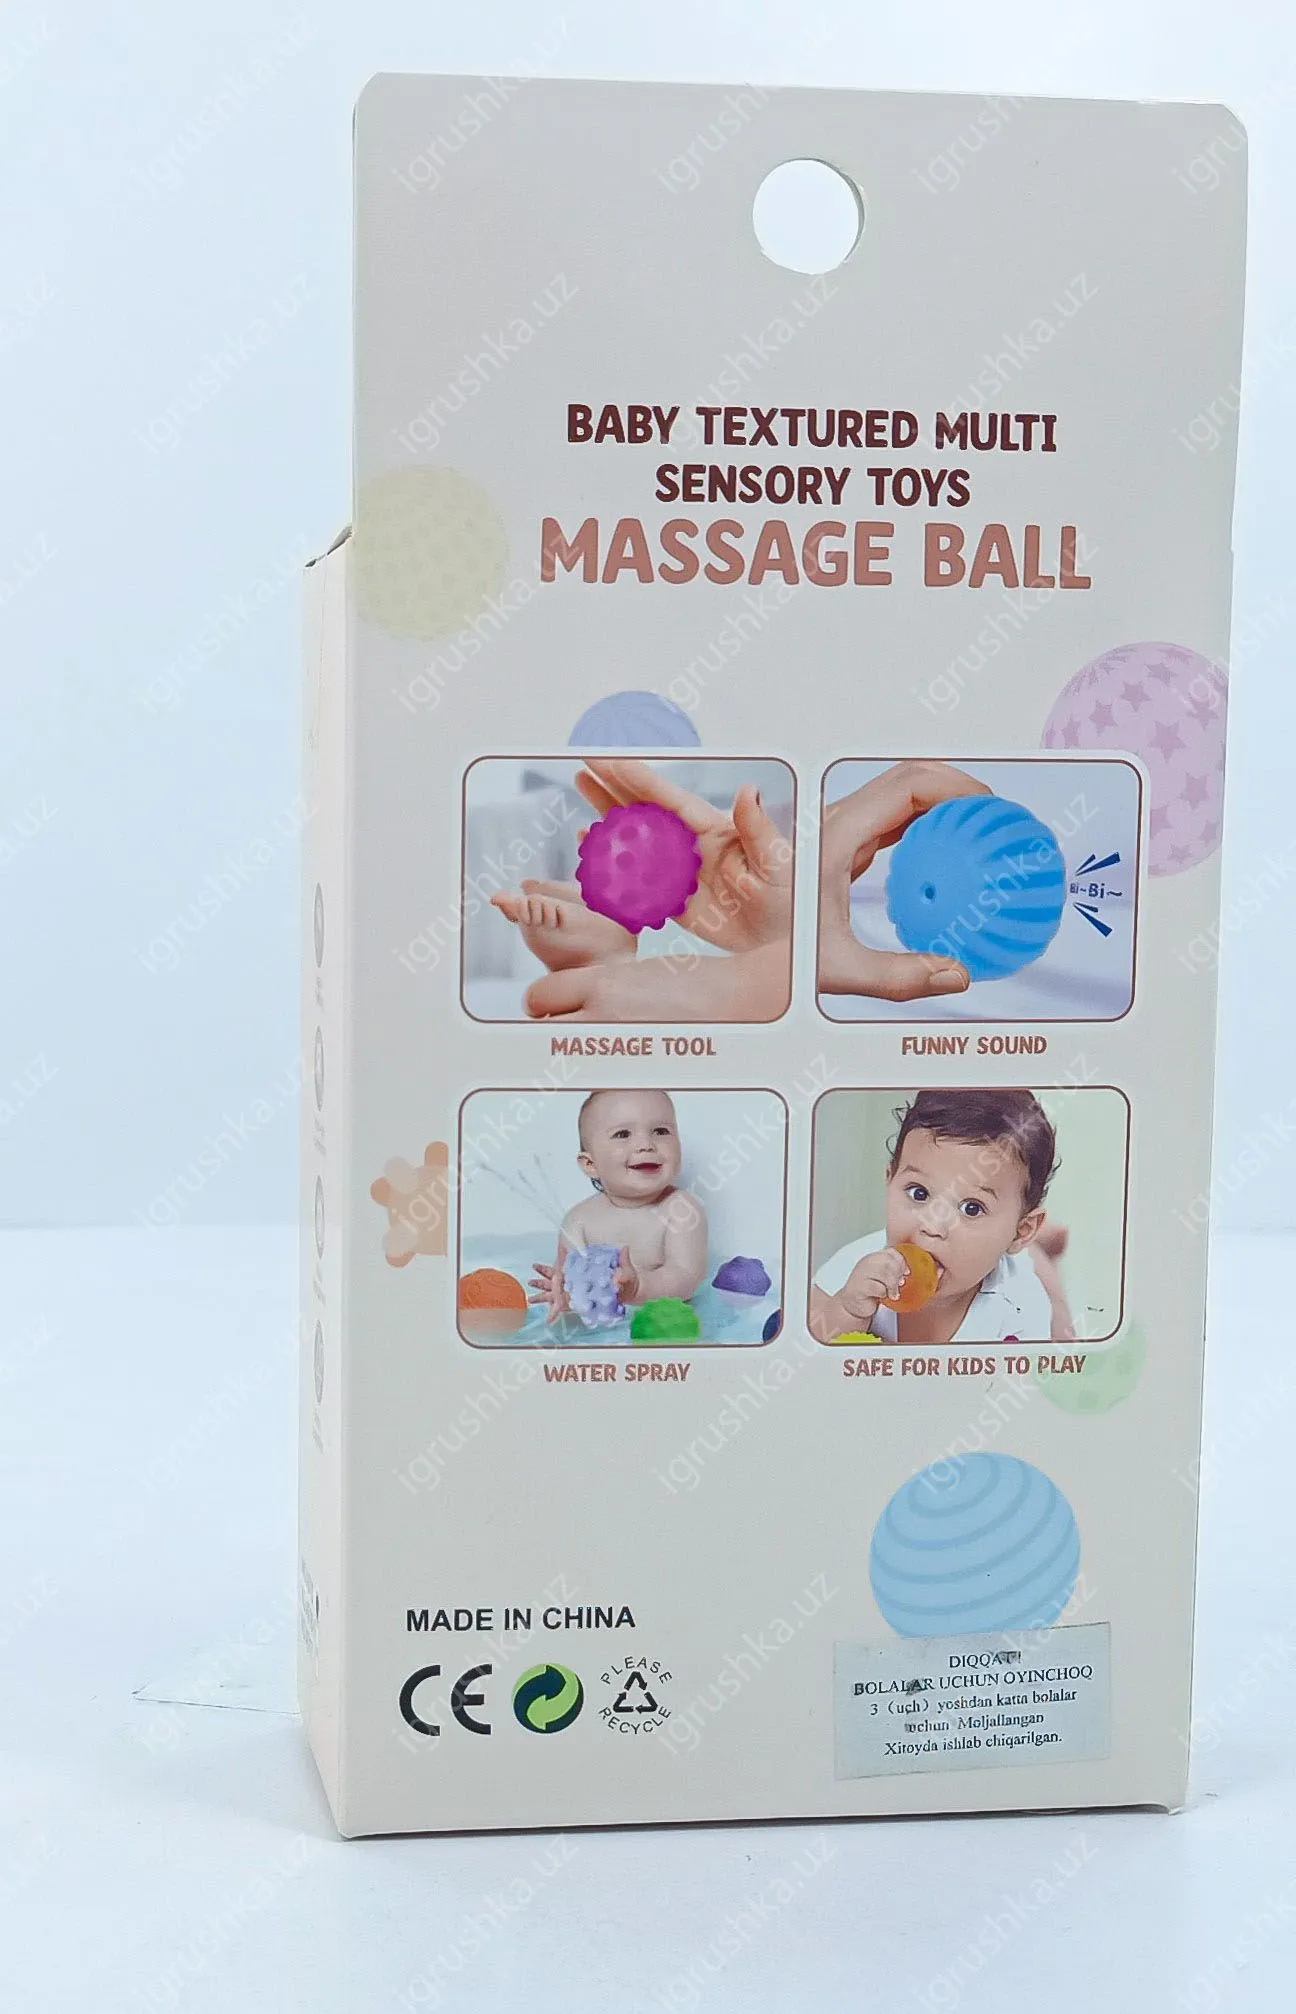 BABY TEXTURED MULTI
SENSORY TOYS
MASSAGE BALL
Bi~Bi~
MASSAGE TOOL
FUNNY SOUND
WATER SPRAY
SAFE FOR KIDS TO PLAY
MADE IN CHINA
CE
PLEASE
RECYCLE
DIQQAT!
BOLALAR UCHUN OYINCHOQ
3 (uch) yoshdan katta bolalar
uchun Moljallangan
Xitoyda ishlab chiqarilgan.
igrushka.uz